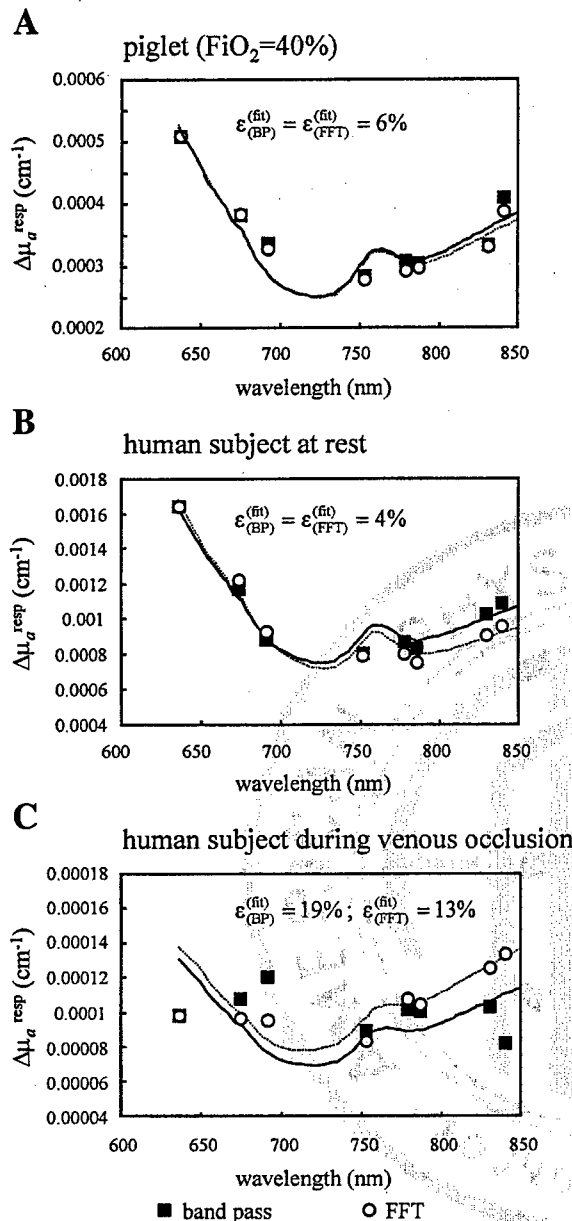 A
piglet (FiO2=40%)
0.0006
0.0005
0.0004
0.0003
0.0002
Δμa resp (cm-1)
ε(BP)(fit) = ε(FFT)(fit) = 6%
600 650 700 750 800 850
wavelength (nm)
B
human subject at rest
0.0018
0.0016
0.0014
0.0012
0.001
0.0008
0.0006
0.0004
Δμa resp (cm-1)
ε(BP)(fit) = ε(FFT)(fit) = 4%
600 650 700 750 800 850
wavelength (nm)
C
human subject during venous occlusion
0.00018
0.00016
0.00014
0.00012
0.0001
0.00008
0.00006
0.00004
Δμa resp (cm-1)
ε(BP)(fit) = 19% ; ε(FFT)(fit) = 13%
600 650 700 750 800 850
wavelength (nm)
■ band pass ○ FFT